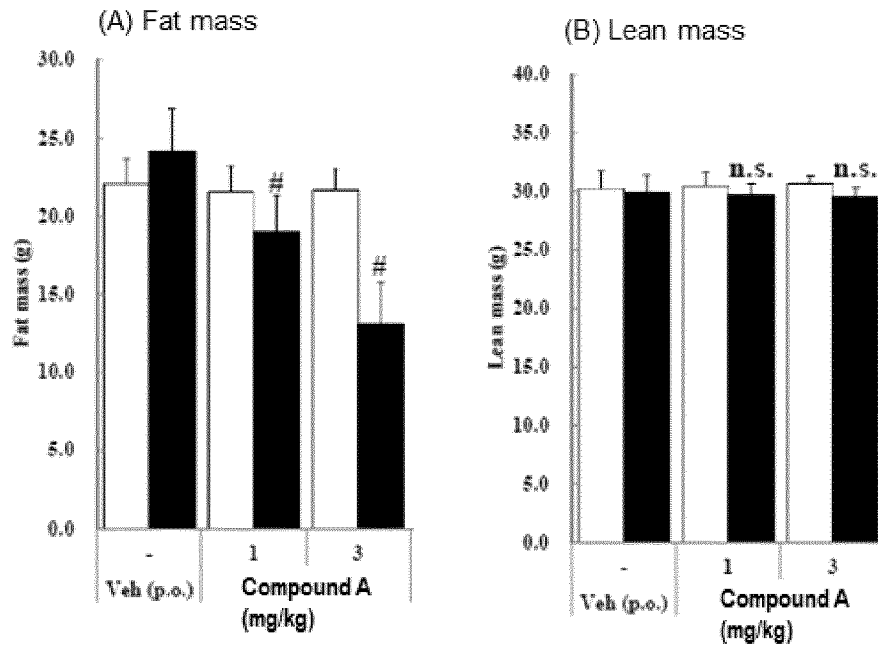 (A) Fat mass
30.0
25.0
20.0
15.0
10.0
5.0
0.0
Fat mass (g)
#
#
- 1 3
Veh (p.o.) Compound A
(mg/kg)
(B) Lean mass
40.0
35.0
30.0
25.0
20.0
15.0
10.0
5.0
0.0
Lean mass (g)
n.s. n.s.
- 1 3
Veh (p.o.) Compound A
(mg/kg)